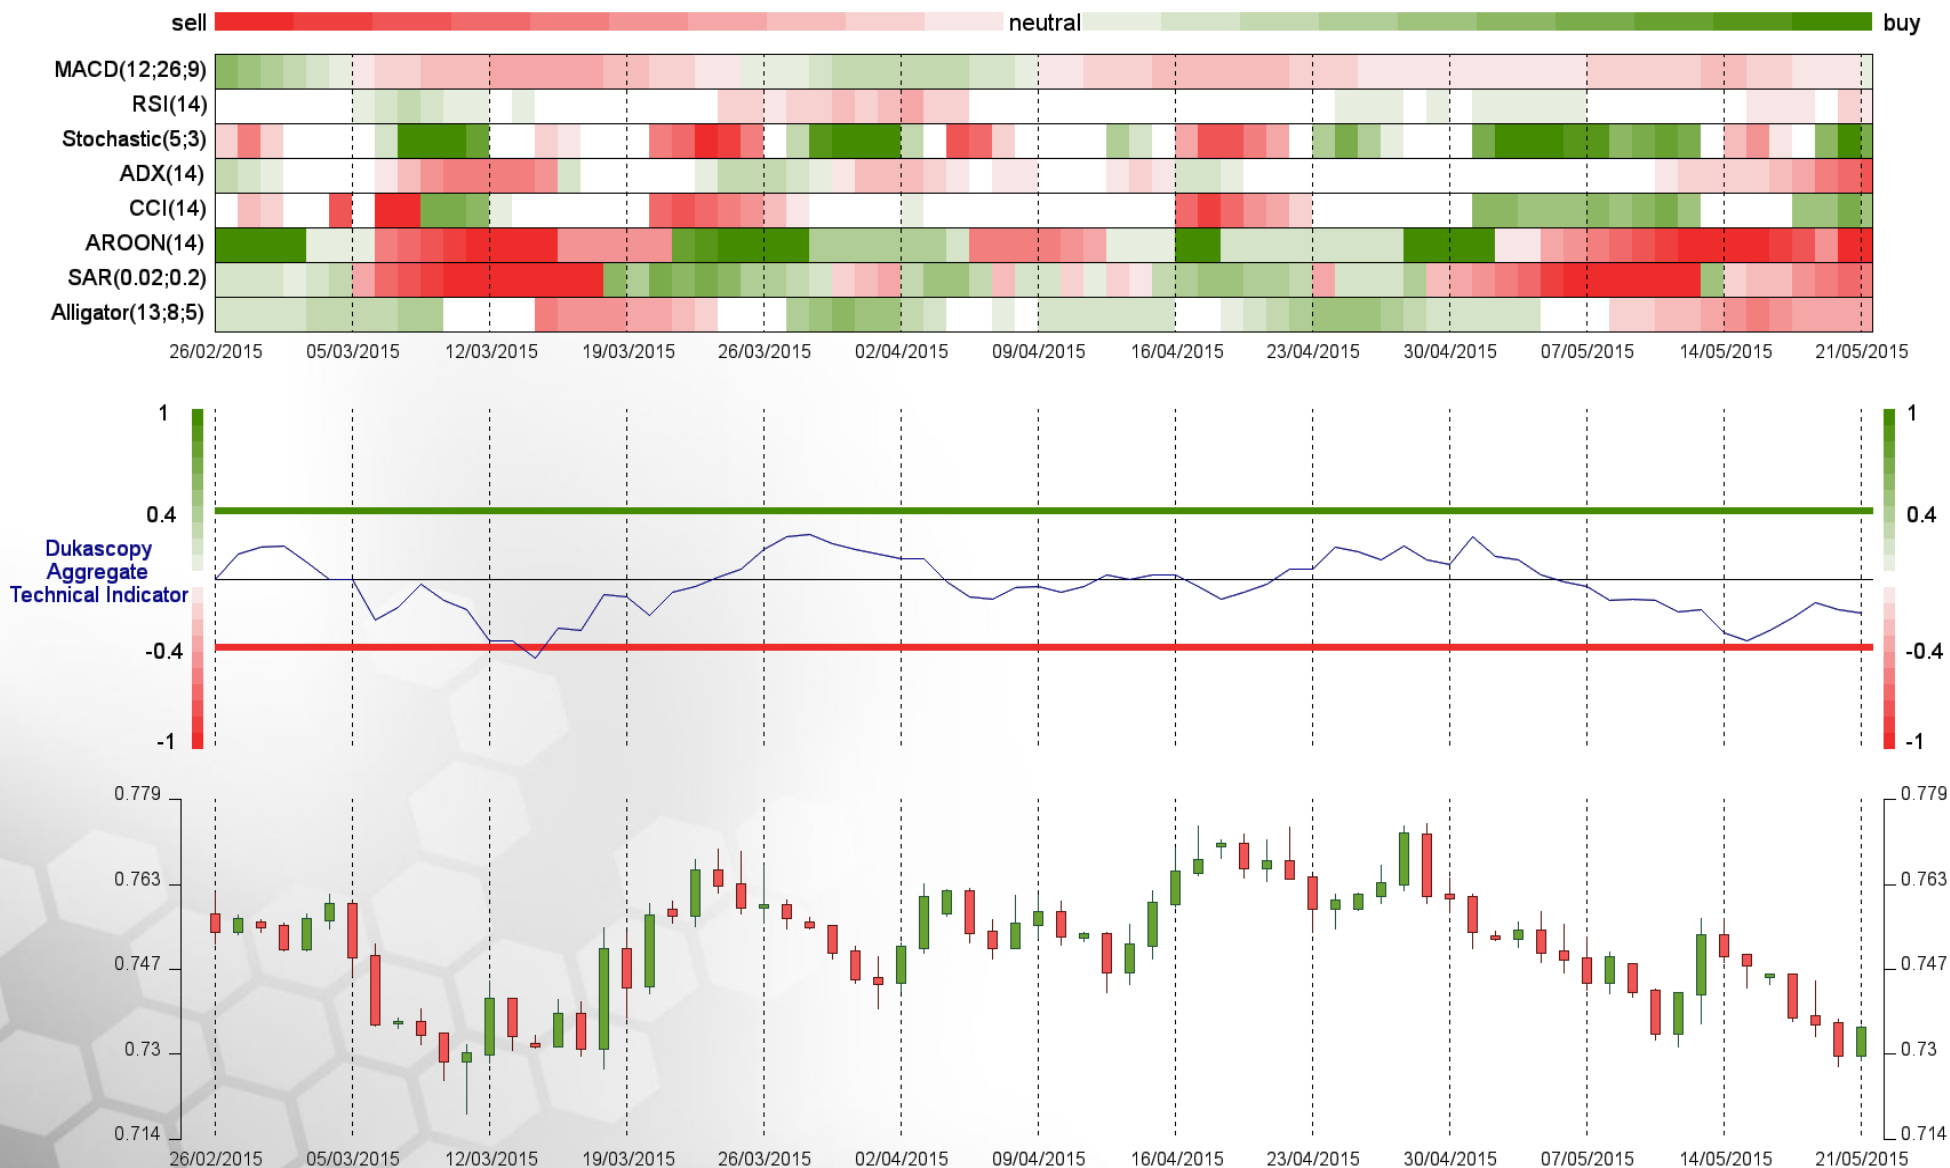 sell neutral buy
MACD(12;26;9)
RSI(14)
Stochastic(5;3)
ADX(14)
CCI(14)
AROON(14)
SAR(0.02;0.2)
Alligator(13;8;5)
26/02/2015 05/03/2015 12/03/2015 19/03/2015 26/03/2015 02/04/2015 09/04/2015 16/04/2015 23/04/2015 30/04/2015 07/05/2015 14/05/2015 21/05/2015
1 1
0.4 0.4
Dukascopy
Aggregate
Technical Indicator
-0.4 -0.4
-1 -1
0.779 0.779
0.763 0.763
0.747 0.747
0.73 0.73
0.714 0.714
26/02/2015 05/03/2015 12/03/2015 19/03/2015 26/03/2015 02/04/2015 09/04/2015 16/04/2015 23/04/2015 30/04/2015 07/05/2015 14/05/2015 21/05/2015